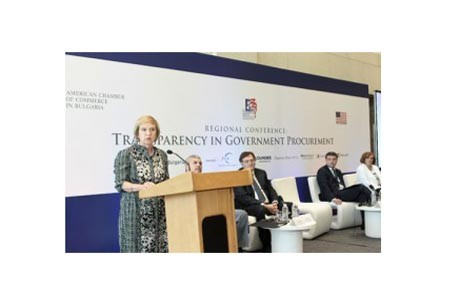 AMERICAN CHAMBER
OF COMMERCE
IN BULGARIA
REGIONAL CONFERENCE
TRANSPARENCY IN GOVERNMENT PROCUREMENT